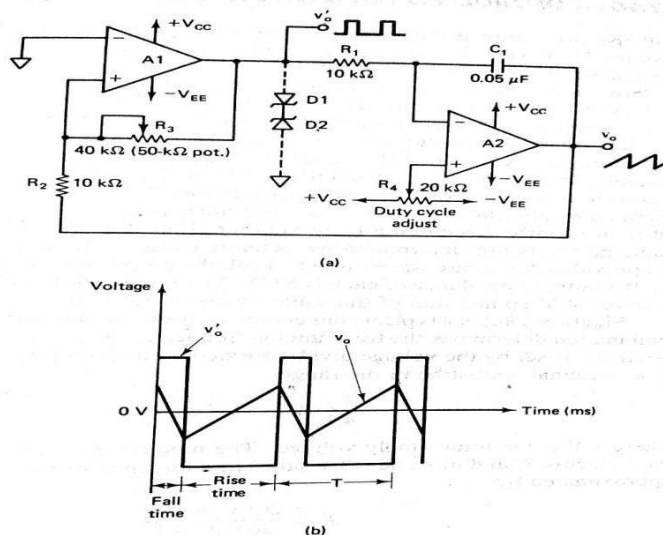 v′o
+VCC
A1
−
+
−VEE
R1
10 kΩ
C1
0.05 μF
D1
D2
R3
40 kΩ (50-kΩ pot.)
R2
10 kΩ
+VCC
−
A2
+
vo
−VEE
R4
20 kΩ
+VCC
−VEE
Duty cycle
adjust
(a)
Voltage
v′o
vo
0 V
Time (ms)
Fall
time
Rise
time
T
(b)